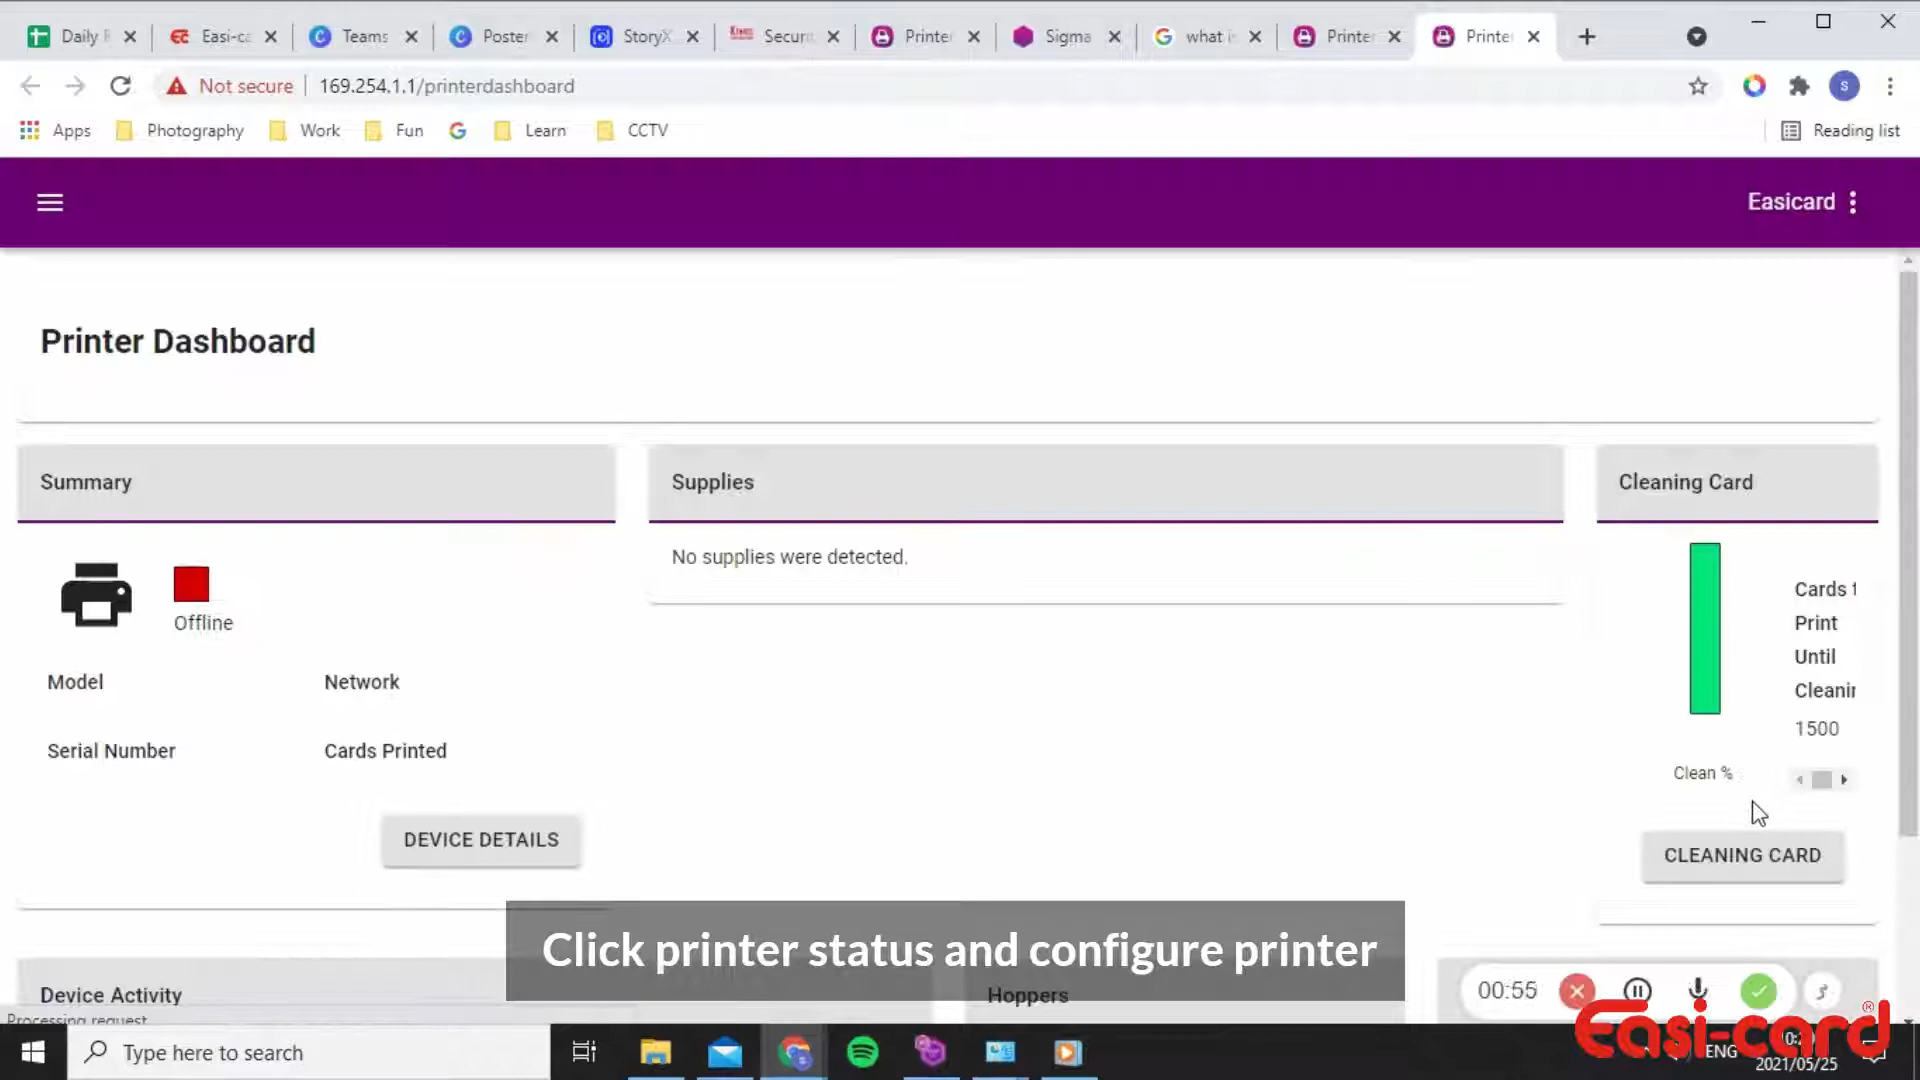 Daily
Easi-ca
Teams
Poster
StoryX
Securi
Printe
Sigma
what i
Printe
Printe
Not secure
169.254.1.1/printerdashboard
S
Apps
Photography
Work
Fun
Learn
CCTV
Reading list
Easicard
Printer Dashboard
Summary
Supplies
Cleaning Card
No supplies were detected.
Offline
Cards t
Print
Until
Cleanin
1500
Model
Network
Serial Number
Cards Printed
Clean %
DEVICE DETAILS
CLEANING CARD
Click printer status and configure printer
Device Activity
Hoppers
00:55
Processing request
Easi-card®
Type here to search
ENG
2021/05/25